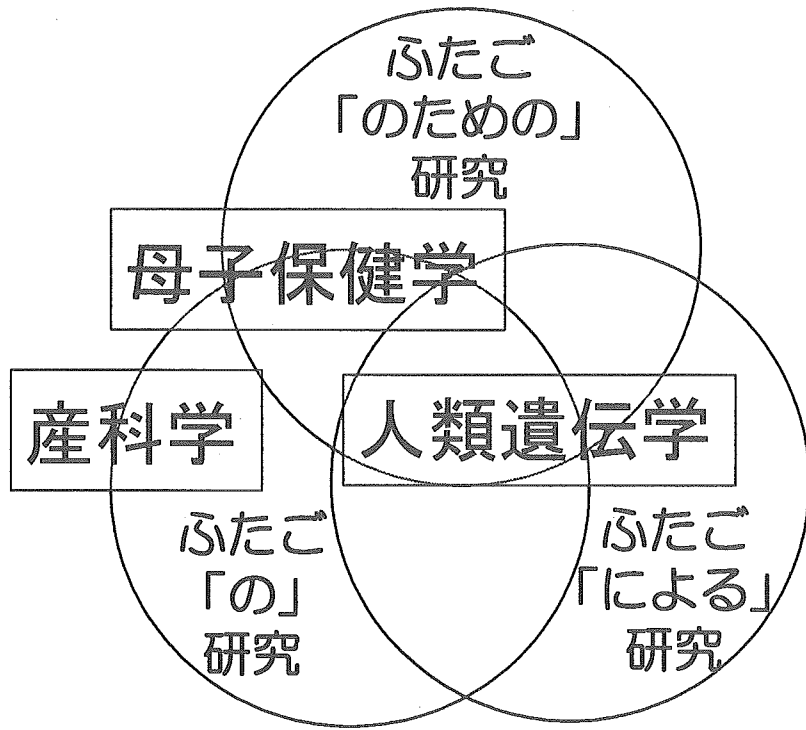 ふたご
「のための」
研究
母子保健学
産科学
人類遺伝学
ふたご
「の」
研究
ふたご
「による」
研究